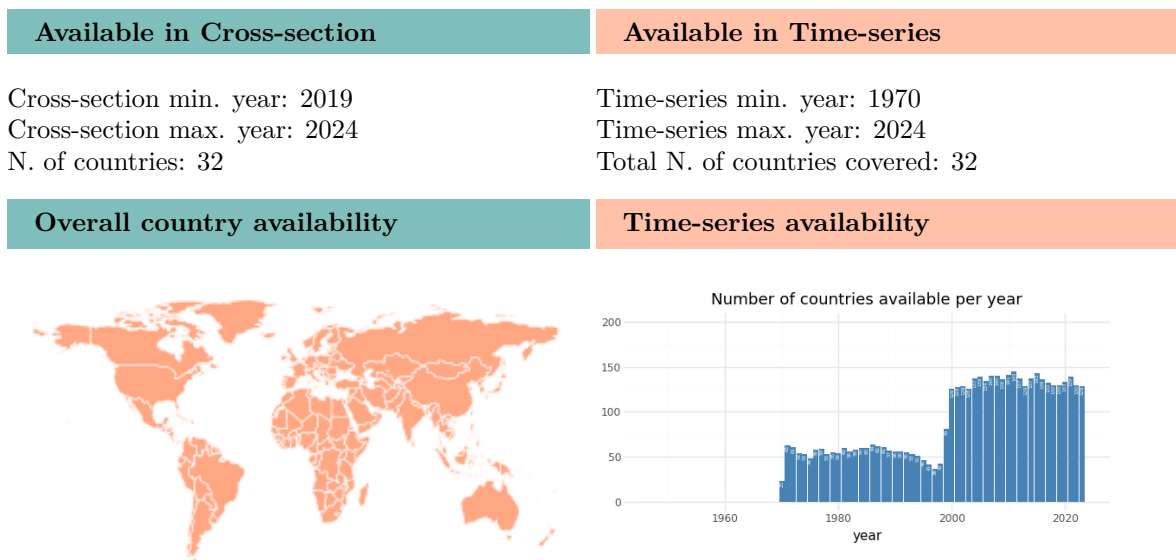 Available in Cross-section
Available in Time-series
Cross-section min. year: 2019
Cross-section max. year: 2024
N. of countries: 32
Time-series min. year: 1970
Time-series max. year: 2024
Total N. of countries covered: 32
Overall country availability
Time-series availability
Number of countries available per year
200
150
100
50
0
1960
1980
2000
2020
year